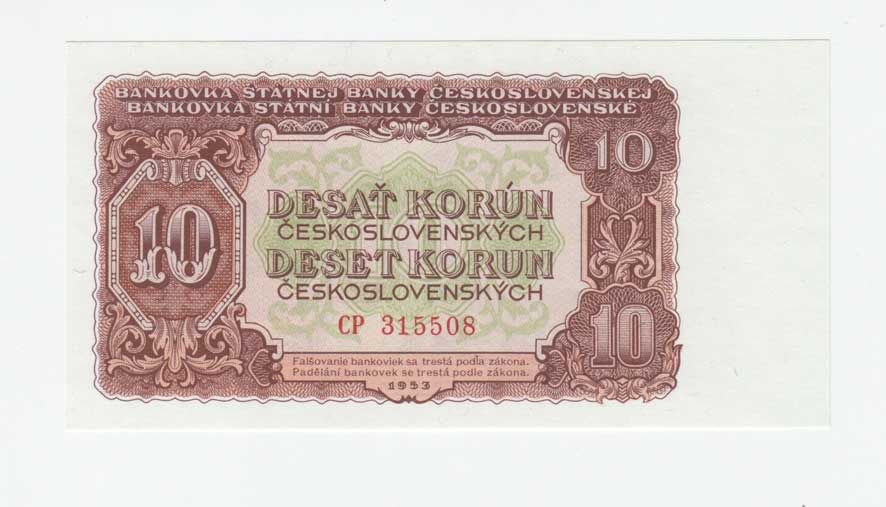 BANKOVKA ŠTÁTNEJ BANKY ČESKOSLOVENSKEJ
BANKOVKA STÁTNÍ BANKY ČESKOSLOVENSKÉ
10
10
DESAŤ KORÚN
ČESKOSLOVENSKÝCH
DESET KORUN
ČESKOSLOVENSKÝCH
CP 315508
10
Falšovanie bankoviek sa trestá podľa zákona.
Padělání bankovek se trestá podle zákona.
1953